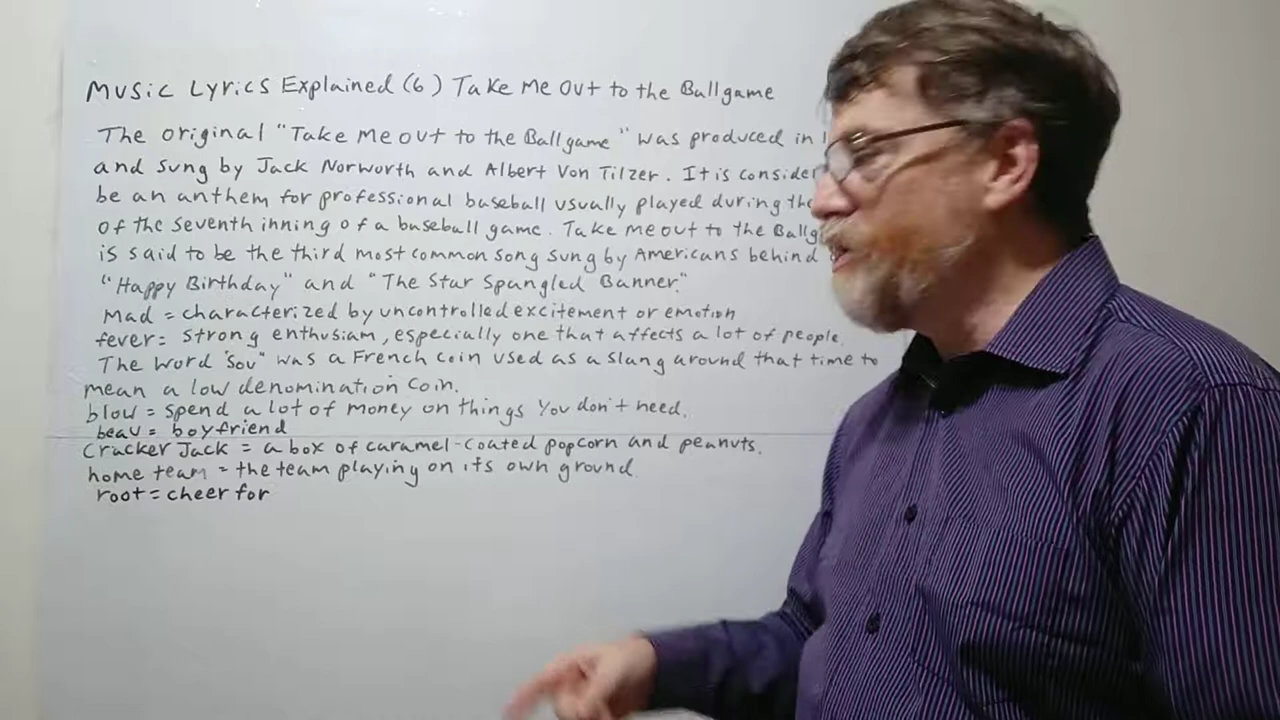 Music Lyrics Explained (6) Take Me Out to the Ballgame
The original "Take Me out to the Ballgame" was produced in
and sung by Jack Norworth and Albert Von Tilzer. It is
be an anthem for professional baseball usually played during
of the seventh inning of a baseball game. Take me out to the
is said to be the third most common song sung by Americans behind
"Happy Birthday" and "The Star Spangled Banner."
Mad = characterized by uncontrolled excitement or emotion
fever = strong enthusiam, especially one that affects a lot of people.
The word "sou" was a French coin used as a slang around that time to
mean a low denomination coin.
blow = spend a lot of money on things you don't need.
beau = boyfriend
Cracker Jack = a box of caramel-coated popcorn and peanuts.
home team = the team playing on its own ground.
root = cheer for